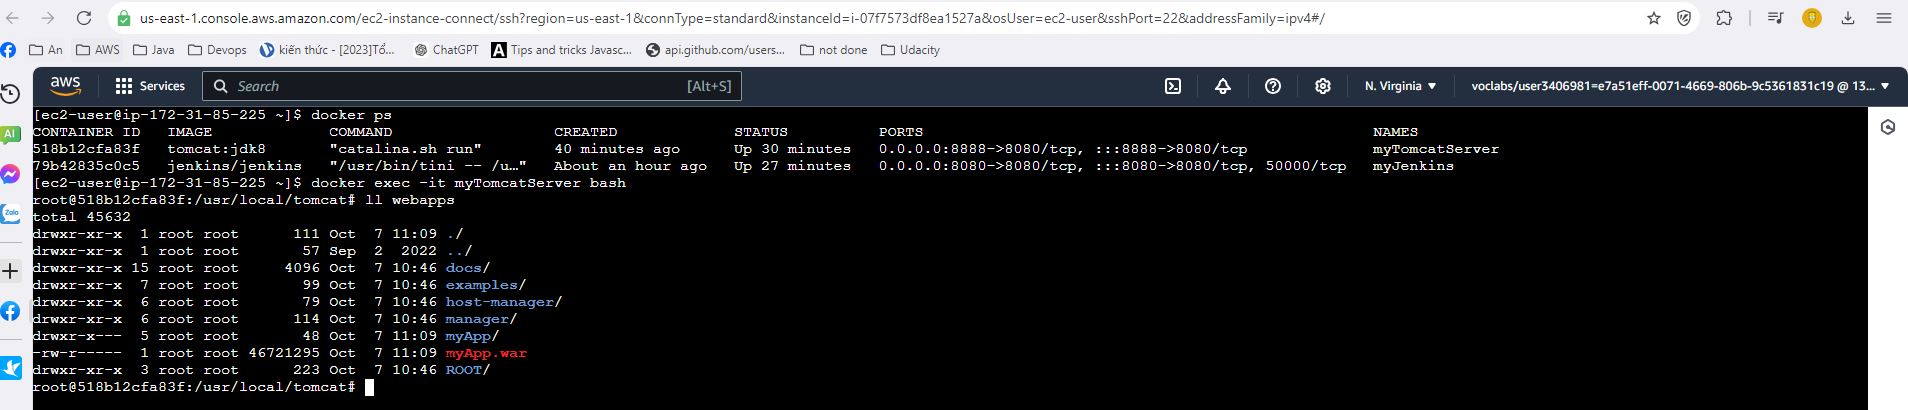 us-east-1.console.aws.amazon.com/ec2-instance-connect/ssh?region=us-east-1&connType=standard&instanceId=i-07f7573df8ea1527a&osUser=ec2-user&sshPort=22&addressFamily=ipv4#/
An AWS Java Devops kiến thức - [2023]Tổ... ChatGPT A Tips and tricks Javasc... api.github.com/users... not done Udacity
aws Services Search [Alt+S] N. Virginia voclabs/user3406981=e7a51eff-0071-4669-806b-9c5361831c19 @ 13...
AI
Zalo
[ec2-user@ip-172-31-85-225 ~]$ docker ps
CONTAINER ID IMAGE COMMAND CREATED STATUS PORTS NAMES
518b12cfa83f tomcat:jdk8 "catalina.sh run" 40 minutes ago Up 30 minutes 0.0.0.0:8888->8080/tcp, :::8888->8080/tcp myTomcatServer
79b42835c0c5 jenkins/jenkins "/usr/bin/tini -- /u…" About an hour ago Up 27 minutes 0.0.0.0:8080->8080/tcp, :::8080->8080/tcp, 50000/tcp myJenkins
[ec2-user@ip-172-31-85-225 ~]$ docker exec -it myTomcatServer bash
root@518b12cfa83f:/usr/local/tomcat# ll webapps
total 45632
drwxr-xr-x 1 root root 111 Oct 7 11:09 ./
drwxr-xr-x 1 root root 57 Sep 2 2022 ../
drwxr-xr-x 15 root root 4096 Oct 7 10:46 docs/
drwxr-xr-x 7 root root 99 Oct 7 10:46 examples/
drwxr-xr-x 6 root root 79 Oct 7 10:46 host-manager/
drwxr-xr-x 6 root root 114 Oct 7 10:46 manager/
drwxr-x--- 5 root root 48 Oct 7 11:09 myApp/
-rw-r----- 1 root root 46721295 Oct 7 11:09 myApp.war
drwxr-xr-x 3 root root 223 Oct 7 10:46 ROOT/
root@518b12cfa83f:/usr/local/tomcat#